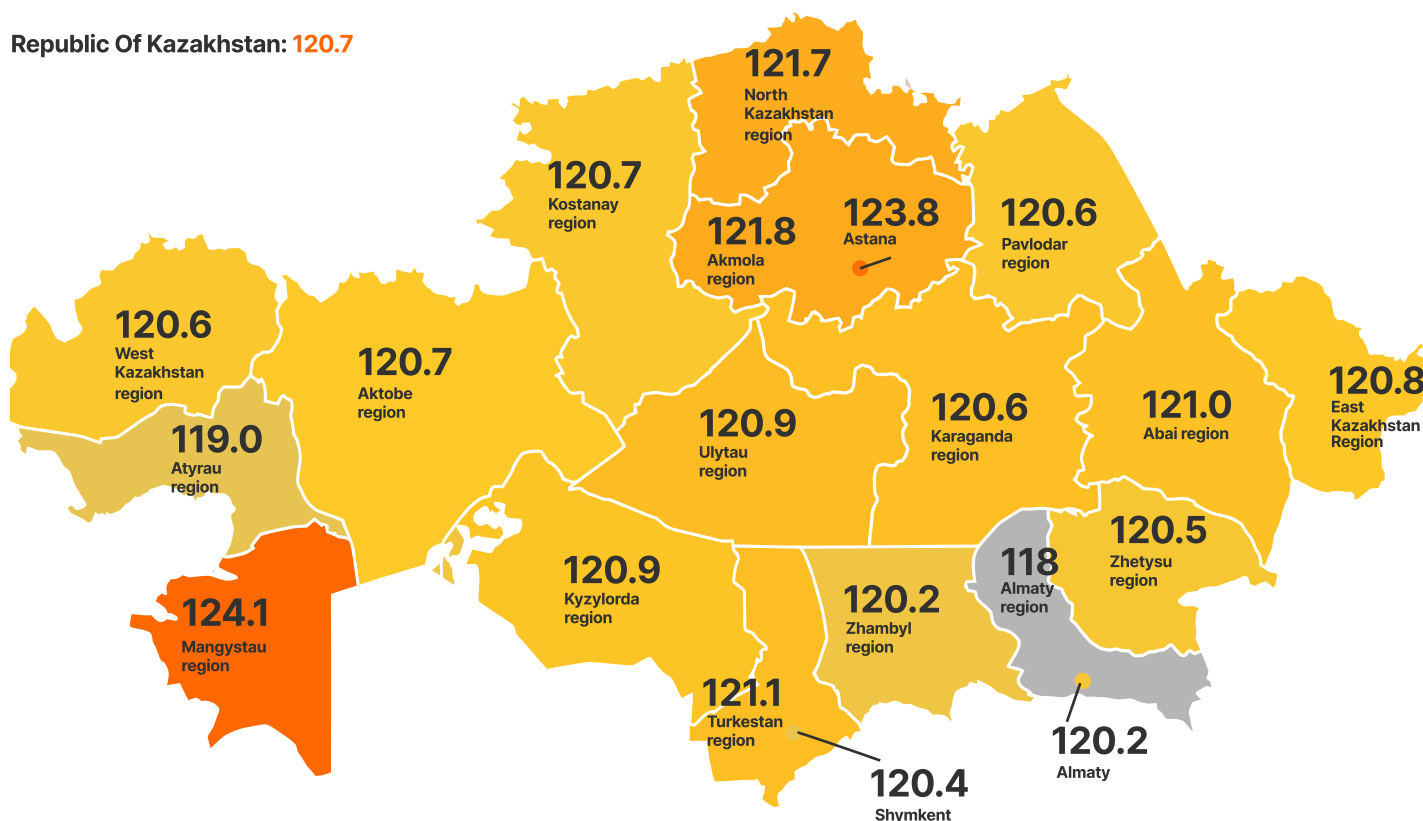 Republic Of Kazakhstan: 120.7
121.7
North
Kazakhstan
region
120.7
Kostanay
region
121.8
Akmola
region
123.8
Astana
120.6
Pavlodar
region
120.6
West
Kazakhstan
region
120.7
Aktobe
region
119.0
Atyrau
region
120.9
Ulytau
region
120.6
Karaganda
region
121.0
Abai region
120.8
East
Kazakhstan
Region
124.1
Mangystau
region
120.9
Kyzylorda
region
121.1
Turkestan
region
120.2
Zhambyl
region
118
Almaty
region
120.5
Zhetysu
region
120.2
Almaty
120.4
Shymkent